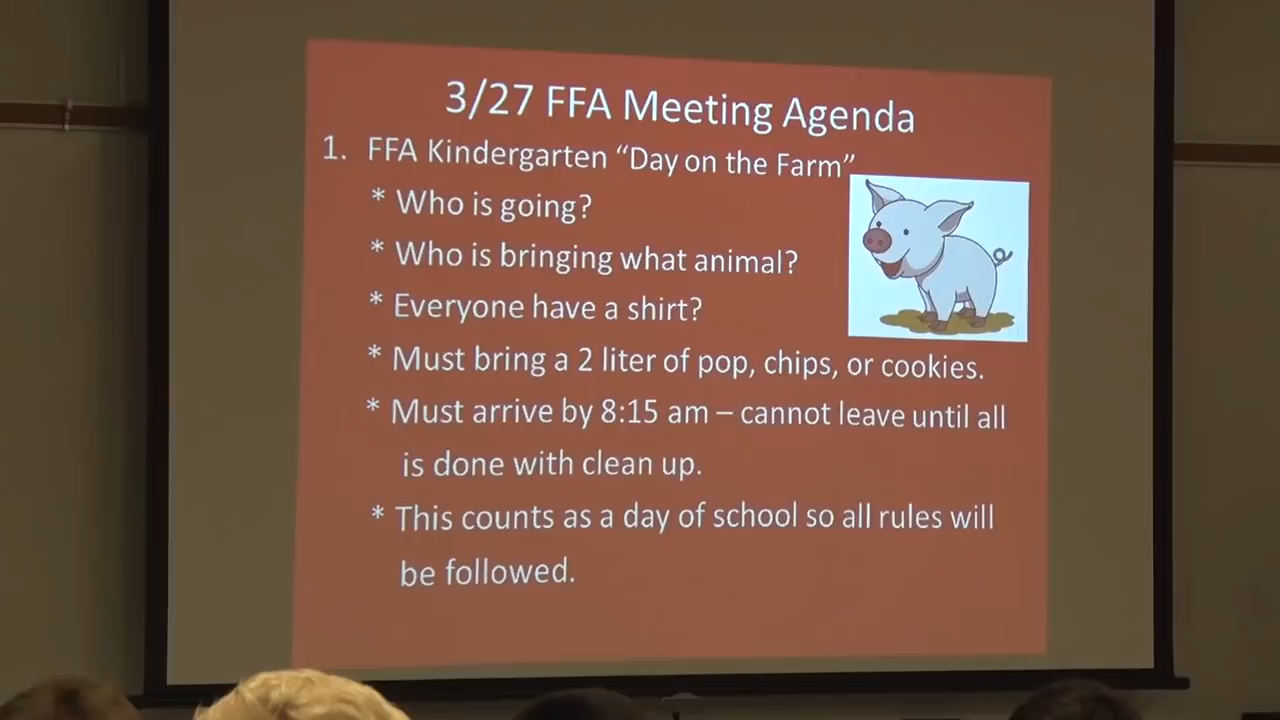 3/27 FFA Meeting Agenda
1. FFA Kindergarten “Day on the Farm”
* Who is going?
* Who is bringing what animal?
* Everyone have a shirt?
* Must bring a 2 liter of pop, chips, or cookies.
* Must arrive by 8:15 am – cannot leave until all
is done with clean up.
* This counts as a day of school so all rules will
be followed.